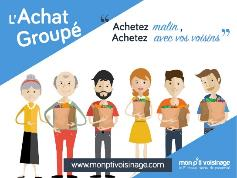 L'Achat
Groupé
“ Achetez malin,
Achetez avec vos voisins ”
www.monptivoisinage.com
mon p'ti voisinage